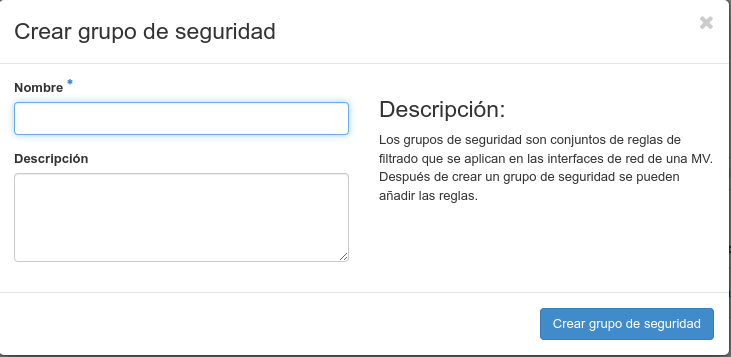 Crear grupo de seguridad
Nombre *
Descripción
Descripción:
Los grupos de seguridad son conjuntos de reglas de
filtrado que se aplican en las interfaces de red de una MV.
Después de crear un grupo de seguridad se pueden
añadir las reglas.
Crear grupo de seguridad